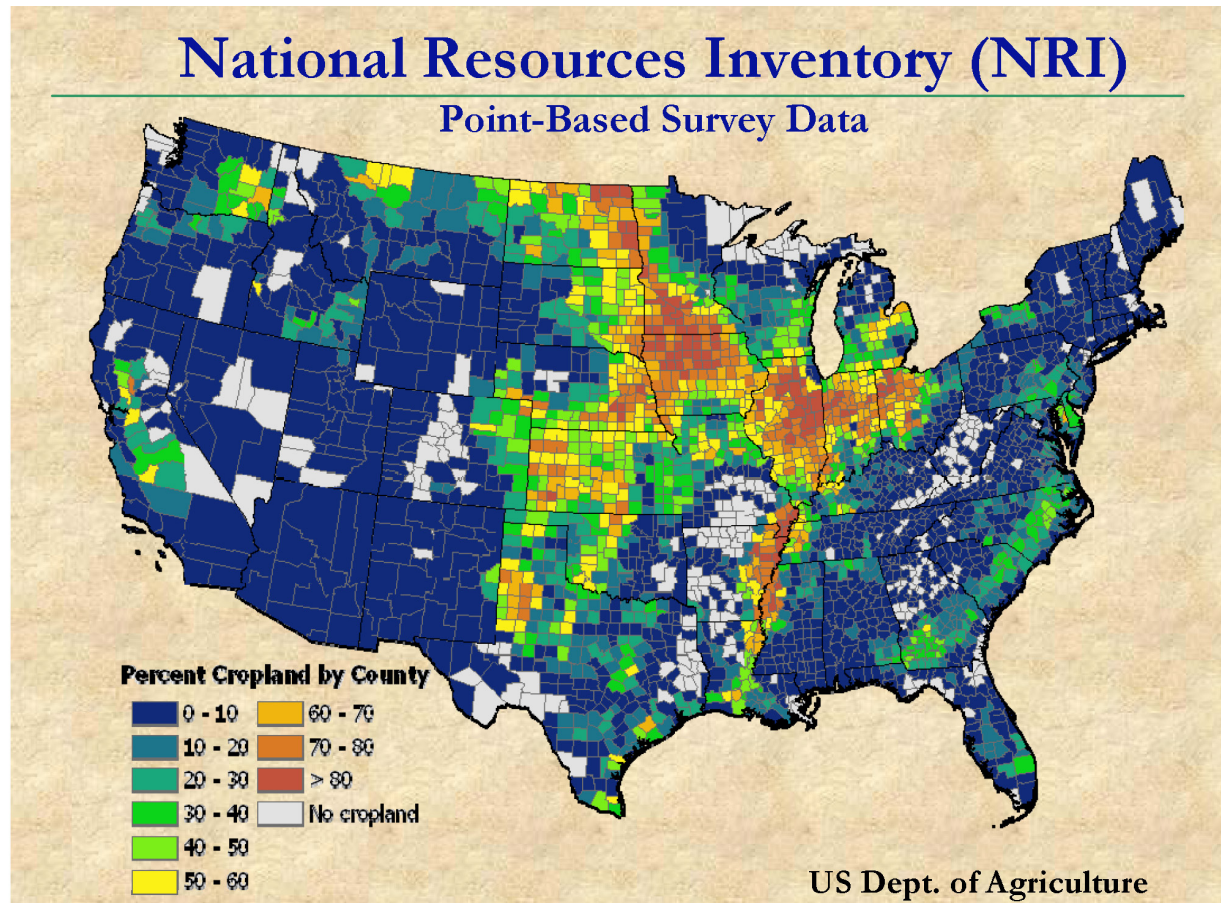 National Resources Inventory (NRI)
Point-Based Survey Data
Percent Cropland by County
0 - 10
10 - 20
20 - 30
30 - 40
40 - 50
50 - 60
60 - 70
70 - 80
> 80
No cropland
US Dept. of Agriculture